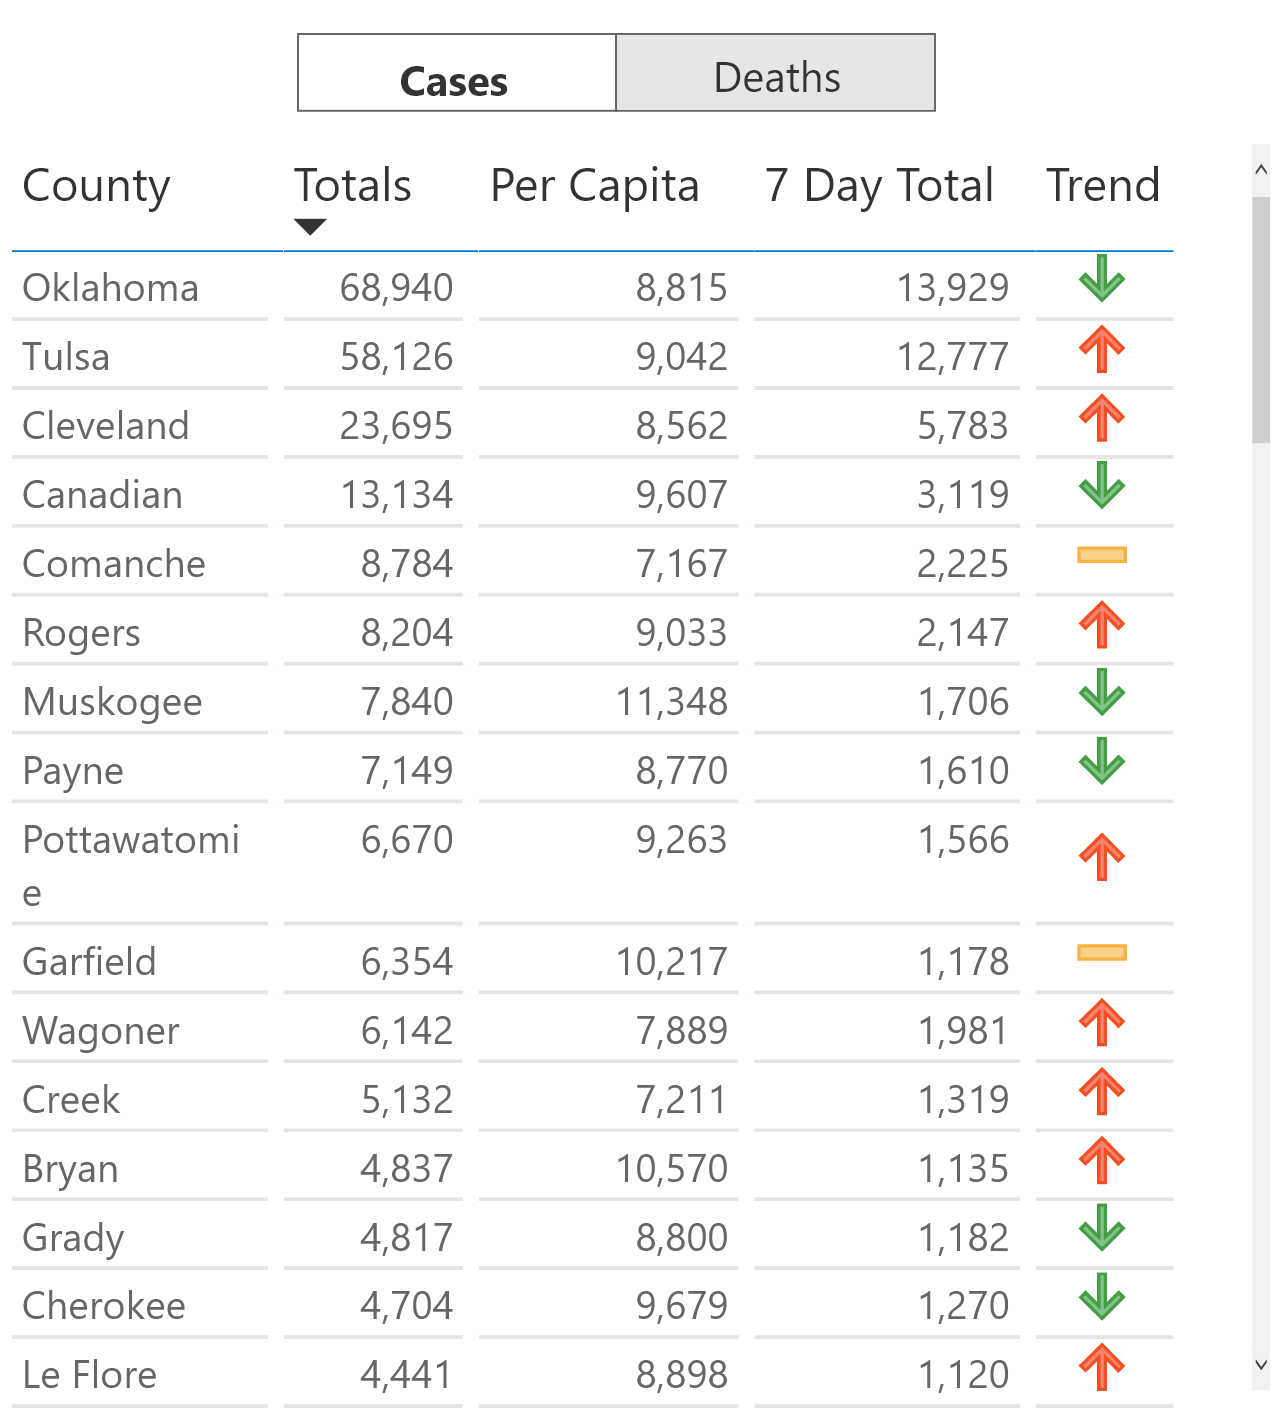 Cases Deaths
County Totals Per Capita 7 Day Total Trend
Oklahoma 68,940 8,815 13,929
Tulsa 58,126 9,042 12,777
Cleveland 23,695 8,562 5,783
Canadian 13,134 9,607 3,119
Comanche 8,784 7,167 2,225
Rogers 8,204 9,033 2,147
Muskogee 7,840 11,348 1,706
Payne 7,149 8,770 1,610
Pottawatomi 6,670 9,263 1,566
e
Garfield 6,354 10,217 1,178
Wagoner 6,142 7,889 1,981
Creek 5,132 7,211 1,319
Bryan 4,837 10,570 1,135
Grady 4,817 8,800 1,182
Cherokee 4,704 9,679 1,270
Le Flore 4,441 8,898 1,120